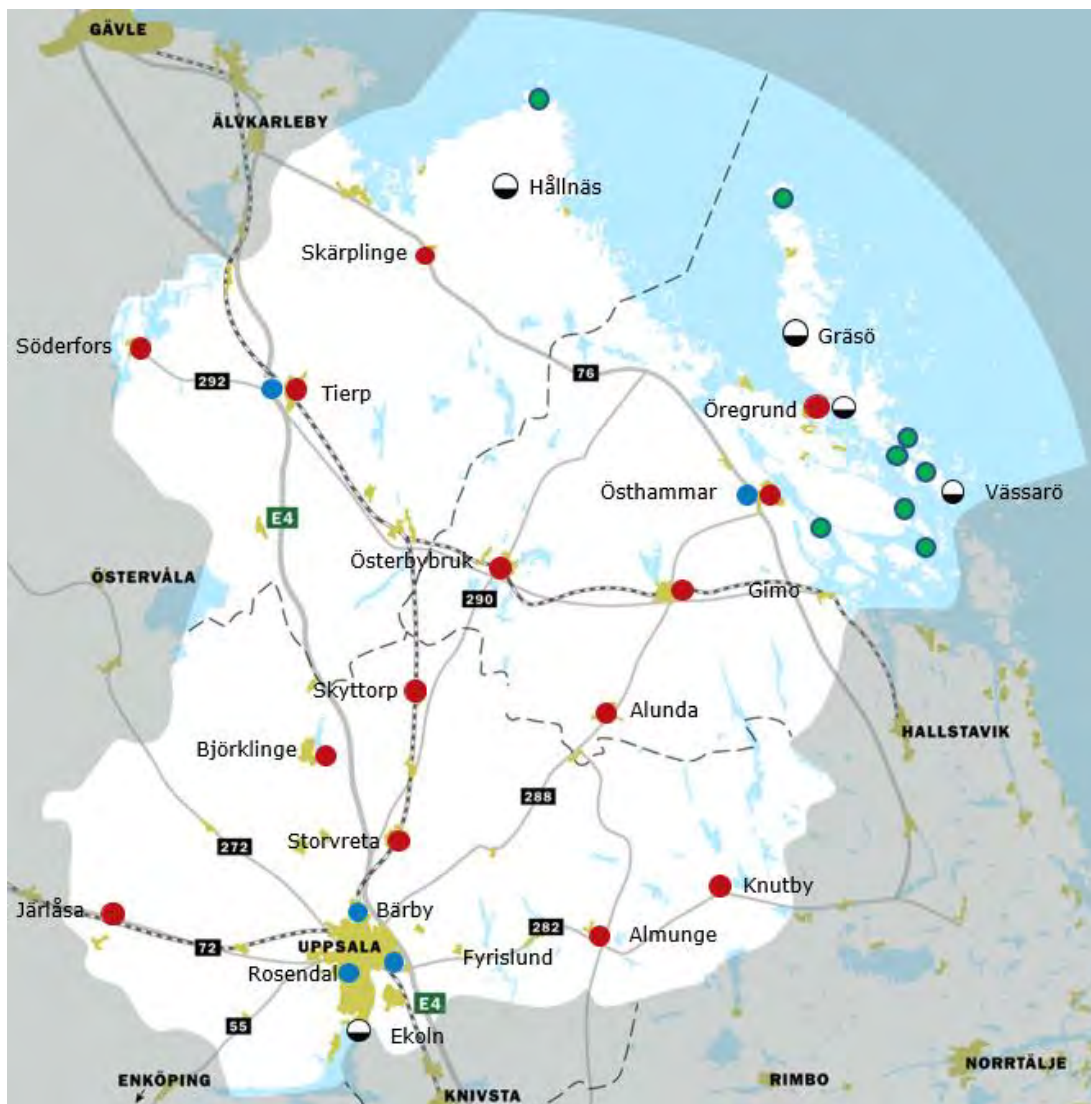 GÄVLE
ÄLVKARLEBY
Hållnäs
Skärplinge
Gräsö
Söderfors
292
Tierp
76
Öregrund
Östhammar
Vässarö
E4
Österbybruk
ÖSTERVÅLA
290
Gimo
Skyttorp
Alunda
HALLSTAVIK
Björklinge
288
Storvreta
272
Knutby
Järlåsa
Bärby
282
Almunge
72
UPPSALA
Fyrislund
Rosendal
E4
55
Ekoln
ENKÖPING
KNIVSTA
RIMBO
NORRTÄLJE